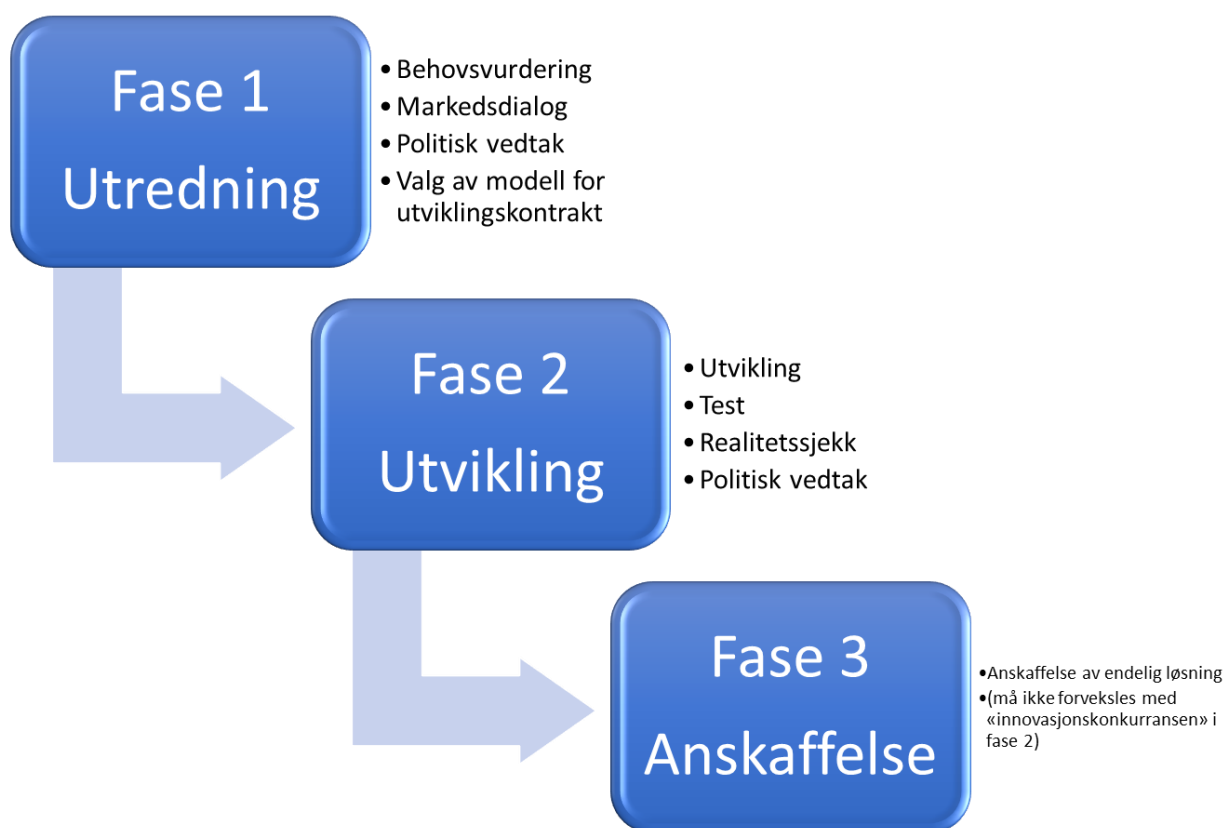 Fase 1
Utredning
• Behovsvurdering
• Markedsdialog
• Politisk vedtak
• Valg av modell for
utviklingskontrakt
Fase 2
Utvikling
• Utvikling
• Test
• Realitetssjekk
• Politisk vedtak
Fase 3
Anskaffelse
•Anskaffelse av endelig løsning
•(må ikke forveksles med
«innovasjonskonkurransen» i
fase 2)